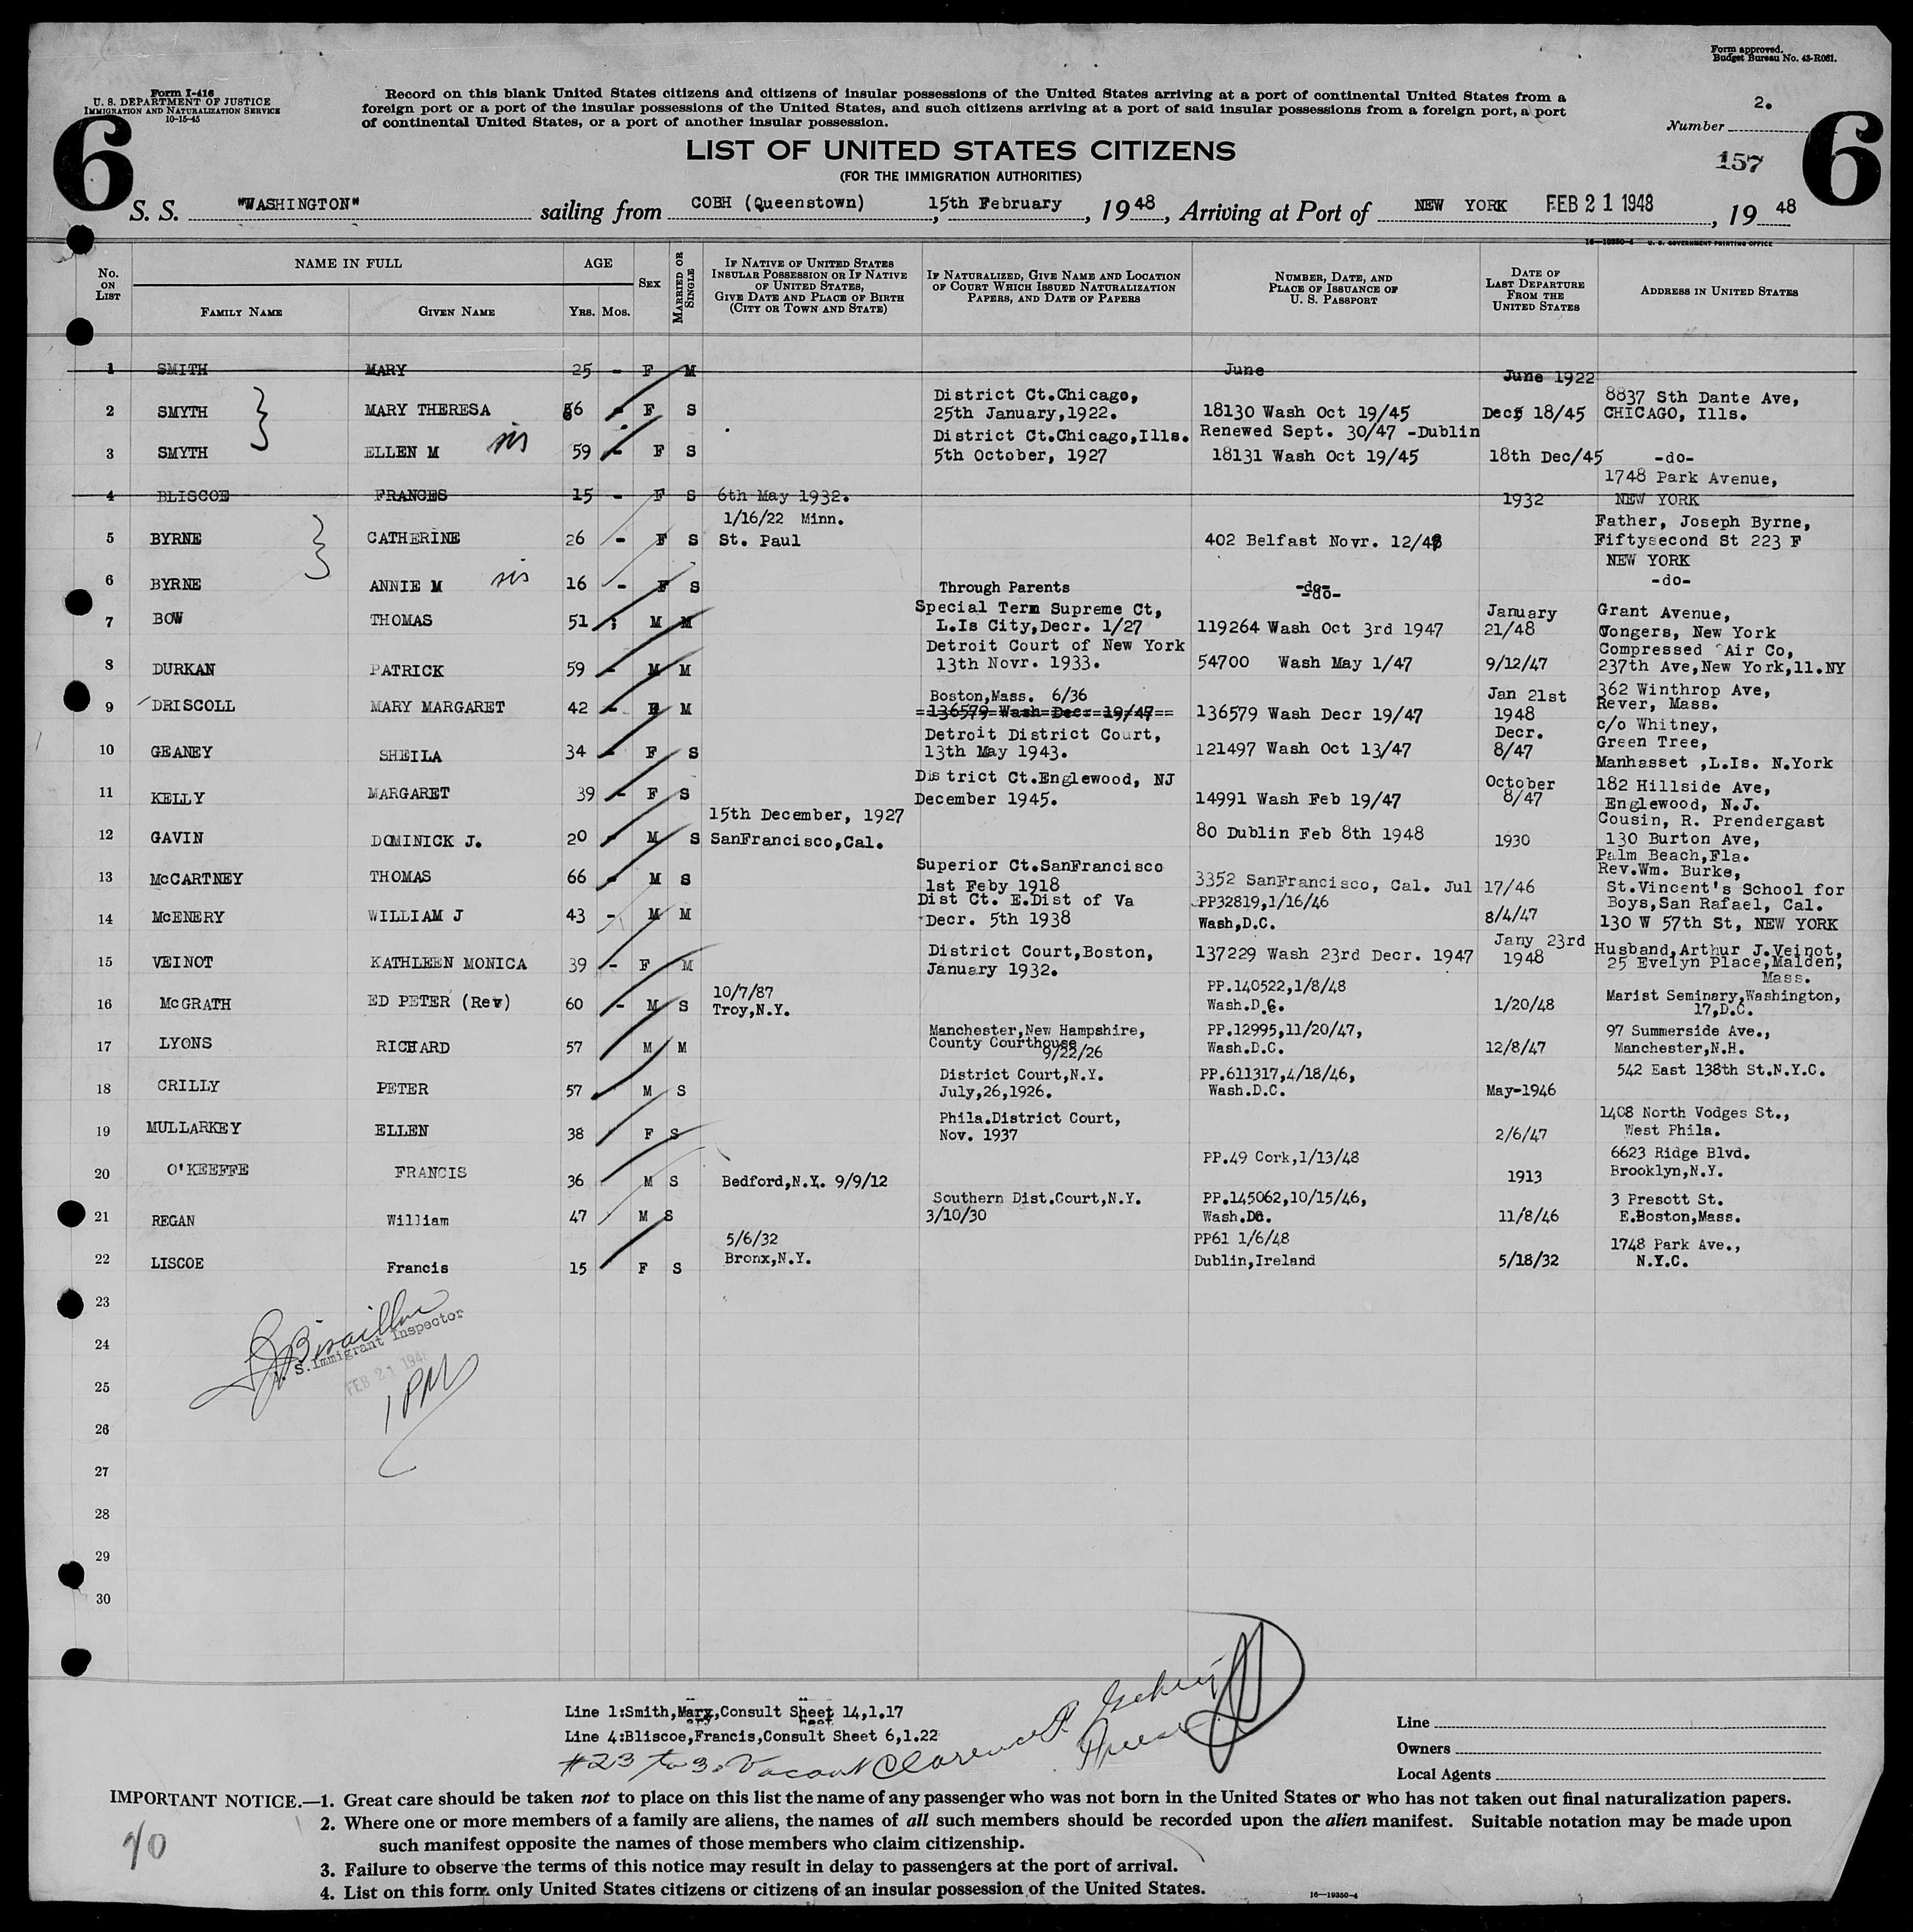 Form approved.
Budget Bureau No. 43-R061.
Form I-416
U. S. DEPARTMENT OF JUSTICE
IMMIGRATION AND NATURALIZATION SERVICE
10-15-45
Record on this blank United States citizens and citizens of insular possessions of the United States arriving at a port of continental United States from a
foreign port or a port of the insular possessions of the United States, and such citizens arriving at a port of said insular possessions from a foreign port, a port
of continental United States, or a port of another insular possession.
2.
Number
6
6
LIST OF UNITED STATES CITIZENS
(FOR THE IMMIGRATION AUTHORITIES)
157
S. S. "WASHINGTON" sailing from COBH (Queenstown) 15th February, 1948, Arriving at Port of NEW YORK FEB 21 1948, 19 48
16—19350-4 U. S. GOVERNMENT PRINTING OFFICE
No. ON LIST
NAME IN FULL
FAMILY NAME
GIVEN NAME
AGE
YRS. MOS.
SEX
MARRIED OR SINGLE
IF NATIVE OF UNITED STATES
INSULAR POSSESSION OR IF NATIVE
OF UNITED STATES,
GIVE DATE AND PLACE OF BIRTH
(CITY OR TOWN AND STATE)
IF NATURALIZED, GIVE NAME AND LOCATION
OF COURT WHICH ISSUED NATURALIZATION
PAPERS, AND DATE OF PAPERS
NUMBER, DATE, AND
PLACE OF ISSUANCE OF
U. S. PASSPORT
DATE OF
LAST DEPARTURE
FROM THE
UNITED STATES
ADDRESS IN UNITED STATES
1 SMITH MARY 25 - F M June June 1922
District Ct.Chicago, 8837 Sth Dante Ave,
2 SMYTH MARY THERESA 56 - F S 25th January,1922. 18130 Wash Oct 19/45 Dec 18/45 CHICAGO, Ills.
District Ct.Chicago,Ills. Renewed Sept. 30/47 -Dublin
3 SMYTH ELLEN M sis 59 - F S 5th October, 1927 18131 Wash Oct 19/45 18th Dec/45 -do-
1748 Park Avenue,
4 BLISCOE FRANCES 15 - F S 6th May 1932. 1932 NEW YORK
1/16/22 Minn. Father, Joseph Byrne,
5 BYRNE CATHERINE 26 - F S St. Paul 402 Belfast Novr. 12/48 Fiftysecond St 223 F
NEW YORK
6 BYRNE ANNIE M sis 16 - F S Through Parents -do- -do-
Special Term Supreme Ct, January Grant Avenue,
7 BOW THOMAS 51 M M L.Is City,Decr. 1/27 119264 Wash Oct 3rd 1947 21/48 Yongers, New York
Detroit Court of New York Compressed Air Co,
8 DURKAN PATRICK 59 - M M 13th Novr. 1933. 54700 Wash May 1/47 9/12/47 237th Ave,New York,11.NY
Boston,Mass. 6/36 Jan 21st 362 Winthrop Ave,
9 DRISCOLL MARY MARGARET 42 - F M 136579 Wash Decr 19/47 136579 Wash Decr 19/47 1948 Rever, Mass.
Detroit District Court, Decr. c/o Whitney,
10 GEANEY SHEILA 34 - F S 13th May 1943. 121497 Wash Oct 13/47 8/47 Green Tree,
Manhasset ,L.Is. N.York
District Ct.Englewood, NJ October 182 Hillside Ave,
11 KELLY MARGARET 39 - F S December 1945. 14991 Wash Feb 19/47 8/47 Englewood, N.J.
15th December, 1927 Cousin, R. Prendergast
12 GAVIN DOMINICK J. 20 - M S SanFrancisco,Cal. 80 Dublin Feb 8th 1948 1930 130 Burton Ave,
Palm Beach,Fla.
Superior Ct.SanFrancisco Rev.Wm. Burke,
13 McCARTNEY THOMAS 66 - M S 1st Feby 1918 3352 SanFrancisco, Cal. Jul 17/46 St.Vincent's School for
Dist Ct. E.Dist of Va PP32819,1/16/46 Boys,San Rafael, Cal.
14 McENERY WILLIAM J 43 - M M Decr. 5th 1938 Wash,D.C. 8/4/47 130 W 57th St, NEW YORK
District Court,Boston, Jany 23rd Husband,Arthur J.Veinot,
15 VEINOT KATHLEEN MONICA 39 - F M January 1932. 137229 Wash 23rd Decr. 1947 1948 25 Evelyn Place,Malden,
Mass.
10/7/87 PP.140522,1/8/48 Marist Seminary,Washington,
16 McGRATH ED PETER (Rev) 60 - M S Troy,N.Y. Wash.D.C. 1/20/48 17,D.C.
Manchester,New Hampshire, PP.12995,11/20/47, 97 Summerside Ave.,
17 LYONS RICHARD 57 M M County Courthouse 9/22/26 Wash.D.C. 12/8/47 Manchester,N.H.
District Court,N.Y. PP.611317,4/18/46, 542 East 138th St.N.Y.C.
18 CRILLY PETER 57 M S July,26,1926. Wash.D.C. May-1946
Phila.District Court, 1408 North Vodges St.,
19 MULLARKEY ELLEN 38 F S Nov. 1937 2/6/47 West Phila.
PP.49 Cork,1/13/48 6623 Ridge Blvd.
20 O'KEEFFE FRANCIS 36 M S Bedford,N.Y. 9/9/12 1913 Brooklyn,N.Y.
Southern Dist.Court,N.Y. PP.145062,10/15/46, 3 Presott St.
21 REGAN William 47 M S 3/10/30 Wash.DC. 11/8/46 E.Boston,Mass.
5/6/32 PP61 1/6/48 1748 Park Ave.,
22 LISCOE Francis 15 F S Bronx,N.Y. Dublin,Ireland 5/18/32 N.Y.C.
23
24
S.Immigrant Inspector
FEB 21 194
25
1 PM
26
27
28
29
30
Line 1:Smith,Mary,Consult Sheet 14,1.17
Line 4:Bliscoe,Francis,Consult Sheet 6,1.22
#23 to 30 Vacant Clarence
Line
Owners
Local Agents
IMPORTANT NOTICE.—1. Great care should be taken not to place on this list the name of any passenger who was not born in the United States or who has not taken out final naturalization papers.
2. Where one or more members of a family are aliens, the names of all such members should be recorded upon the alien manifest. Suitable notation may be made upon
such manifest opposite the names of those members who claim citizenship.
3. Failure to observe the terms of this notice may result in delay to passengers at the port of arrival.
4. List on this form only United States citizens or citizens of an insular possession of the United States.
16—19350-4